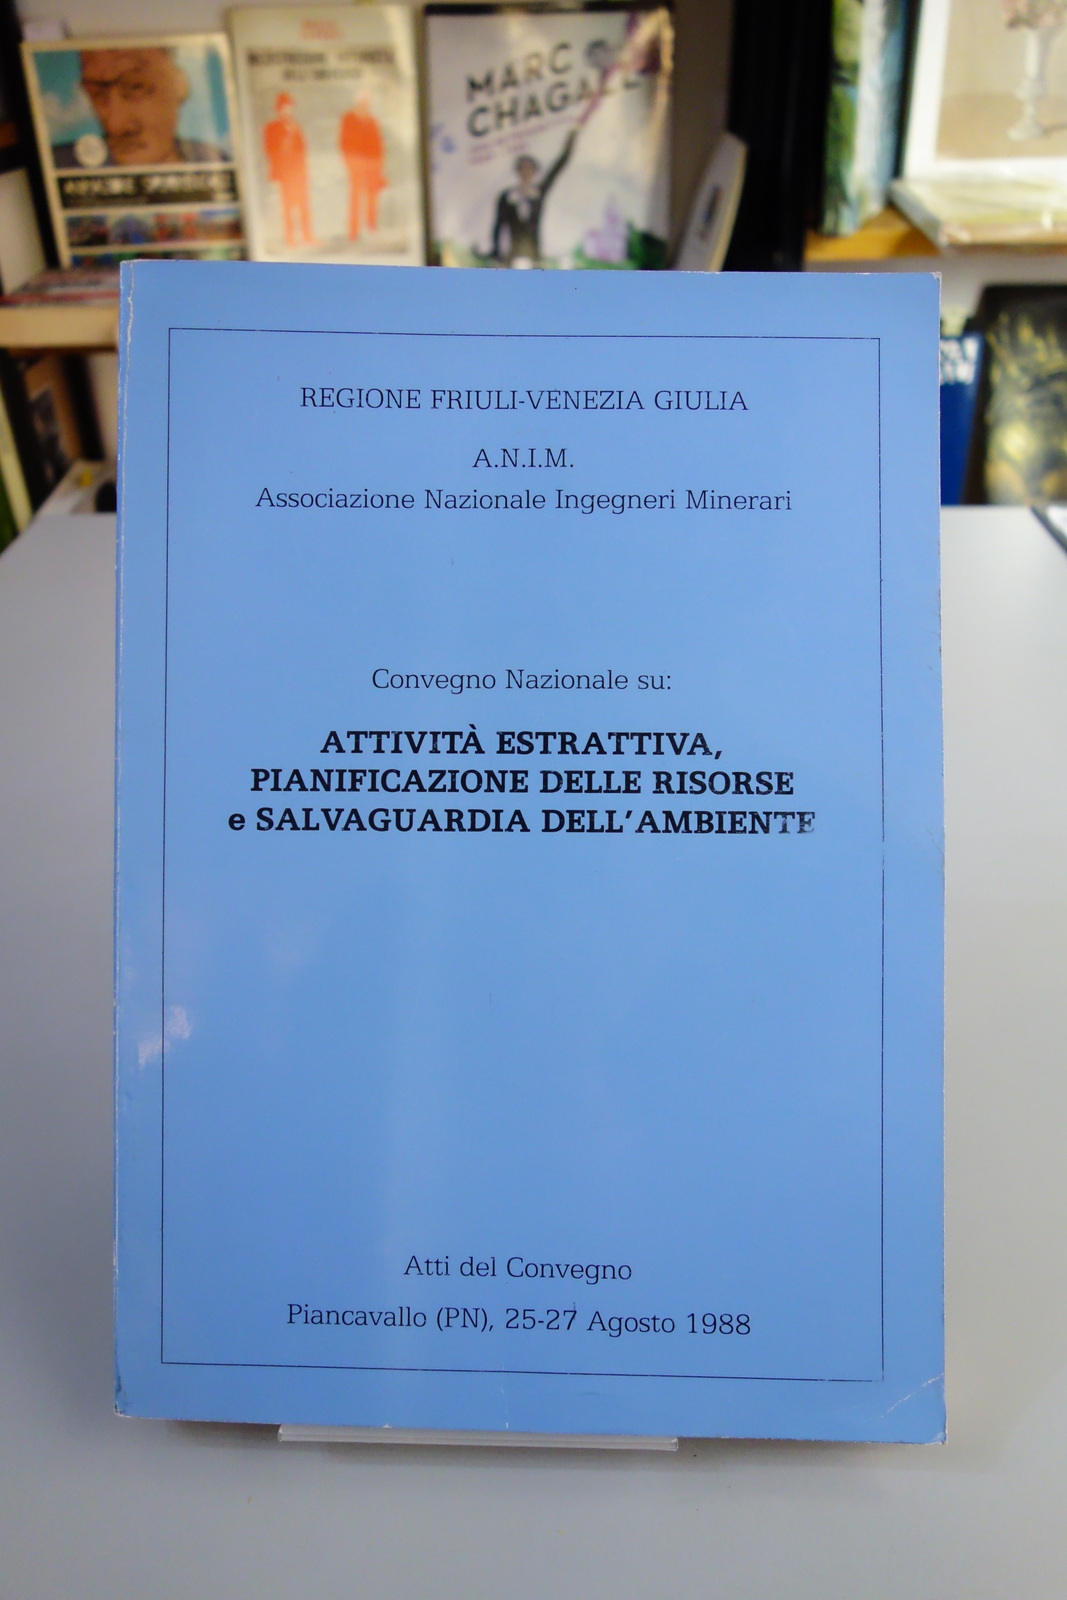 MARC
CHAGALL
REGIONE FRIULI-VENEZIA GIULIA
A.N.I.M.
Associazione Nazionale Ingegneri Minerari
Convegno Nazionale su:
ATTIVITÀ ESTRATTIVA,
PIANIFICAZIONE DELLE RISORSE
e SALVAGUARDIA DELL'AMBIENTE
Atti del Convegno
Piancavallo (PN), 25-27 Agosto 1988